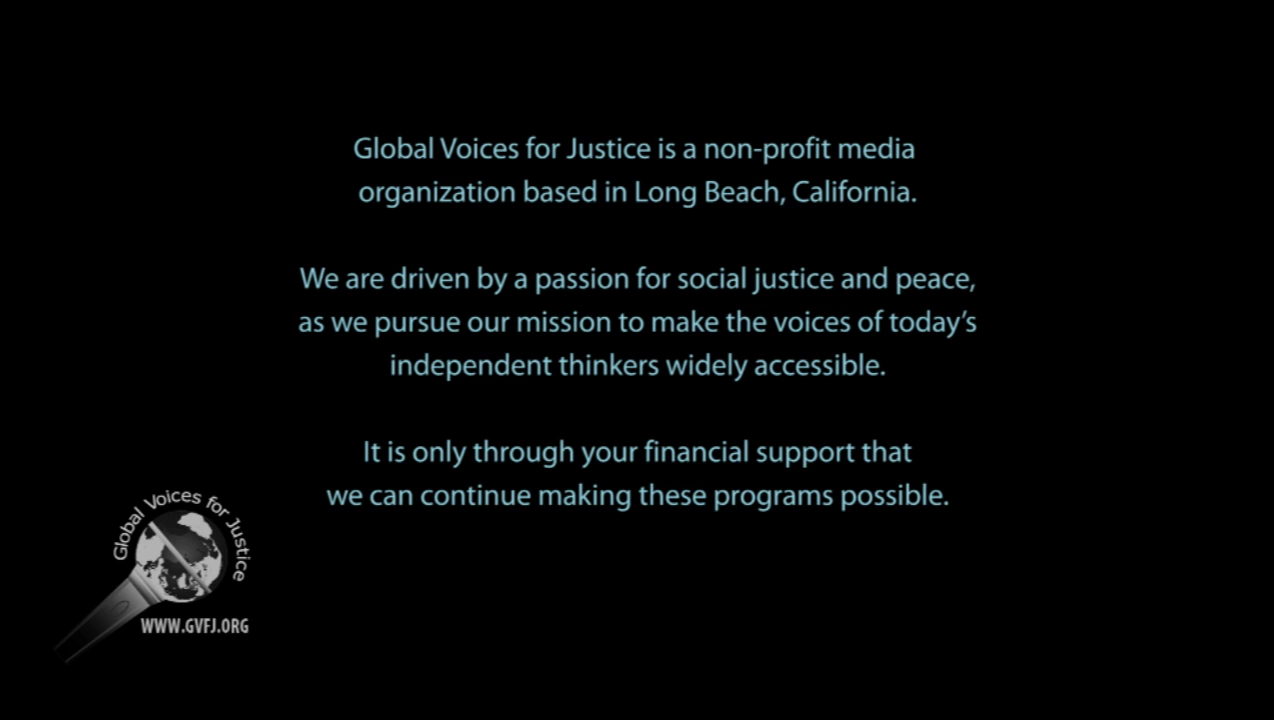 Global Voices for Justice is a non-profit media
organization based in Long Beach, California.
We are driven by a passion for social justice and peace,
as we pursue our mission to make the voices of today’s
independent thinkers widely accessible.
It is only through your financial support that
we can continue making these programs possible.
Global Voices for Justice
WWW.GVFJ.ORG